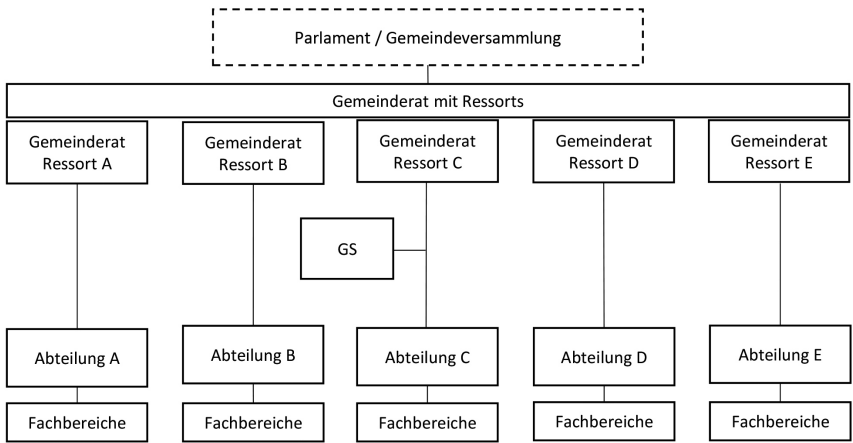 Parlament / Gemeindeversammlung
Gemeinderat mit Ressorts
Gemeinderat
Ressort A
Gemeinderat
Ressort B
Gemeinderat
Ressort C
Gemeinderat
Ressort D
Gemeinderat
Ressort E
GS
Abteilung A
Abteilung B
Abteilung C
Abteilung D
Abteilung E
Fachbereiche
Fachbereiche
Fachbereiche
Fachbereiche
Fachbereiche